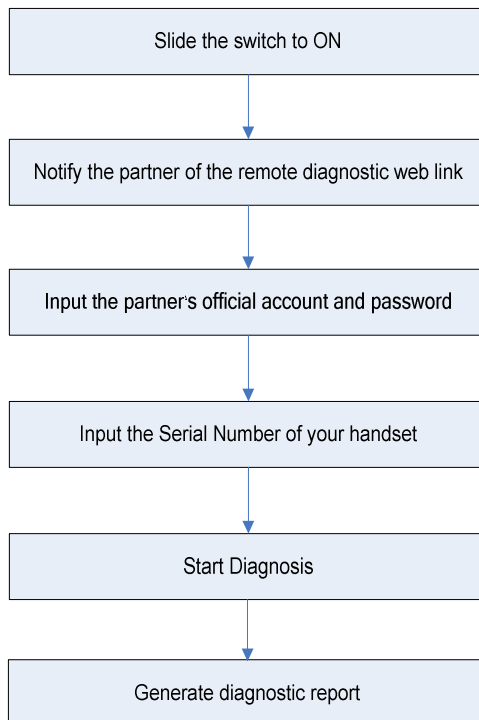 Slide the switch to ON
Notify the partner of the remote diagnostic web link
Input the partner's official account and password
Input the Serial Number of your handset
Start Diagnosis
Generate diagnostic report